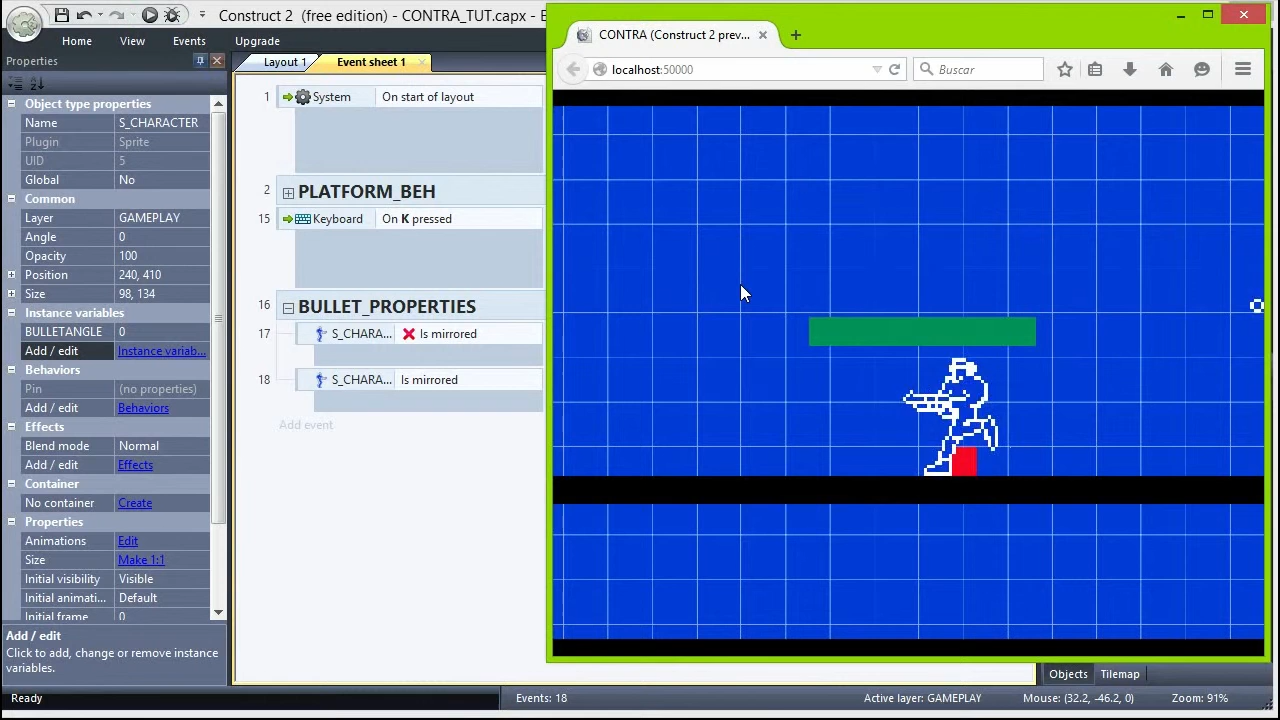 Construct 2 (free edition) - CONTRA_TUT.capx - E
Home View Events Upgrade
Properties
Object type properties
Name S_CHARACTER
Plugin Sprite
UID 5
Global No
Common
Layer GAMEPLAY
Angle 0
Opacity 100
Position 240, 410
Size 98, 134
Instance variables
BULLETANGLE 0
Add / edit Instance variab...
Behaviors
Pin (no properties)
Add / edit Behaviors
Effects
Blend mode Normal
Add / edit Effects
Container
No container Create
Properties
Animations Edit
Size Make 1:1
Initial visibility Visible
Initial animati... Default
Initial frame 0
Add / edit
Click to add, change or remove instance
variables.
Layout 1 Event sheet 1
1 System On start of layout
2 PLATFORM_BEH
15 Keyboard On K pressed
16 BULLET_PROPERTIES
17 S_CHARA... Is mirrored
18 S_CHARA... Is mirrored
Add event
CONTRA (Construct 2 prev...
localhost:50000
Buscar
Objects Tilemap
Ready
Events: 18
Active layer: GAMEPLAY
Mouse: (32.2, -46.2, 0)
Zoom: 91%